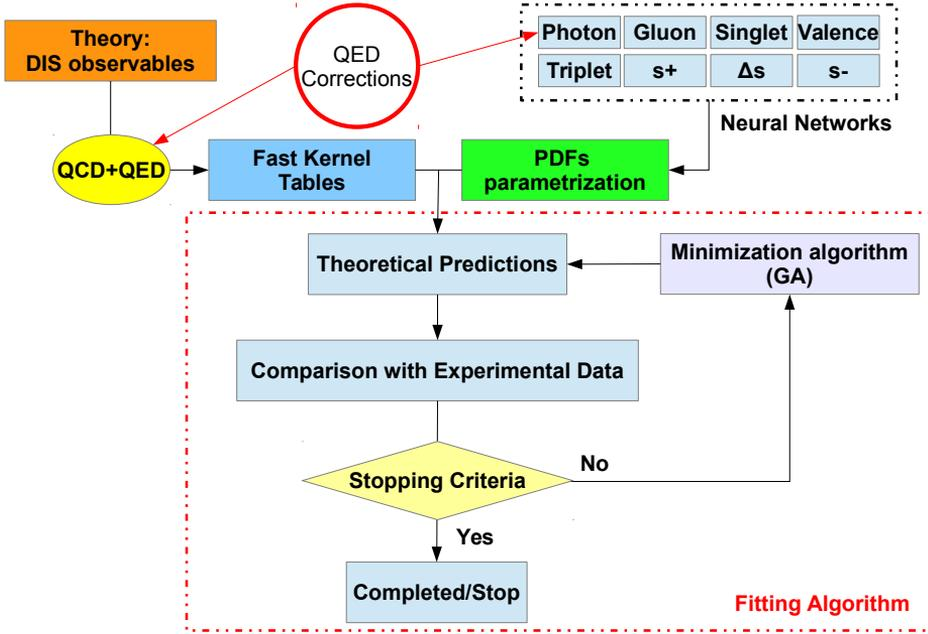 Theory:
DIS observables
QED
Corrections
Photon Gluon Singlet Valence
Triplet s+ Δs s-
Neural Networks
QCD+QED
Fast Kernel
Tables
PDFs
parametrization
Theoretical Predictions
Minimization algorithm
(GA)
Comparison with Experimental Data
Stopping Criteria
No
Yes
Completed/Stop
Fitting Algorithm